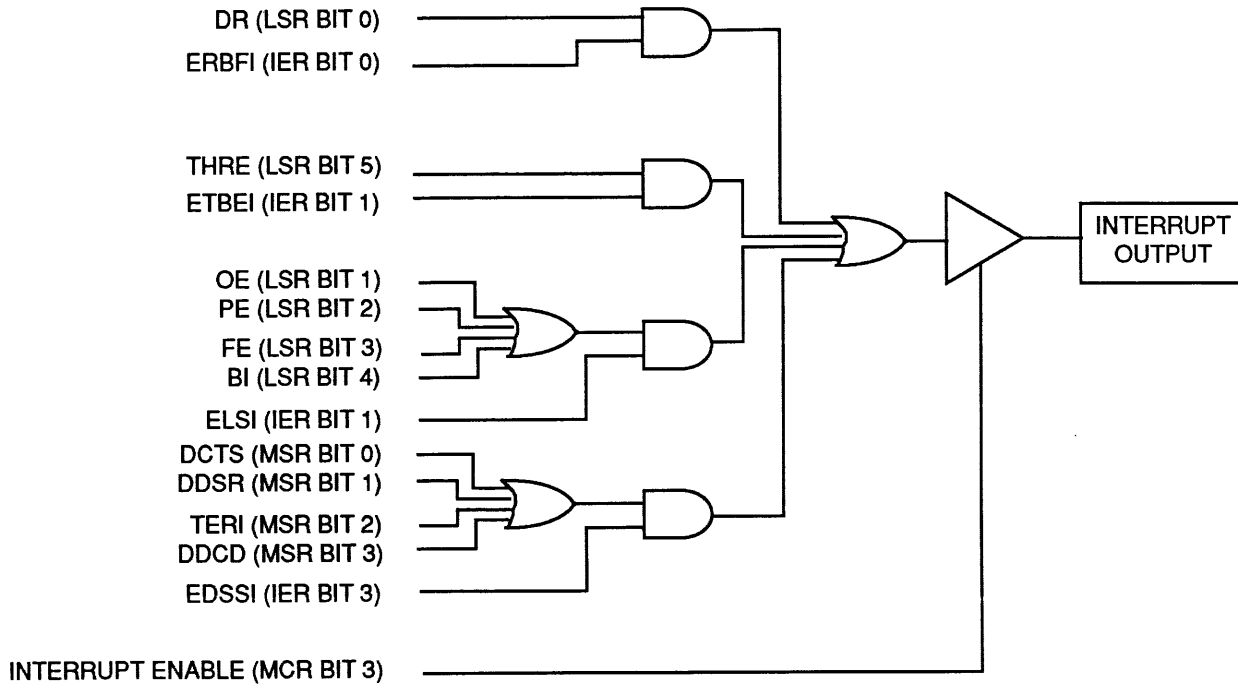 DR (LSR BIT 0)
ERBFI (IER BIT 0)
THRE (LSR BIT 5)
ETBEI (IER BIT 1)
OE (LSR BIT 1)
PE (LSR BIT 2)
FE (LSR BIT 3)
BI (LSR BIT 4)
ELSI (IER BIT 1)
DCTS (MSR BIT 0)
DDSR (MSR BIT 1)
TERI (MSR BIT 2)
DDCD (MSR BIT 3)
EDSSI (IER BIT 3)
INTERRUPT ENABLE (MCR BIT 3)
INTERRUPT
OUTPUT